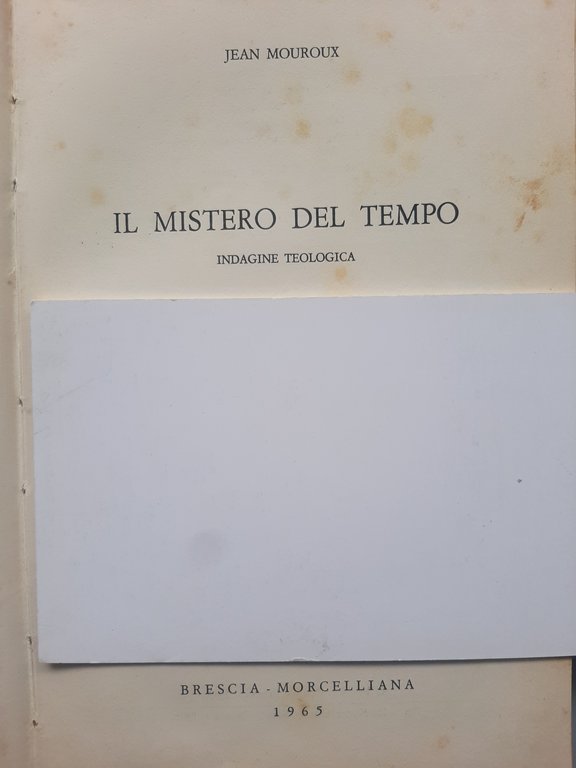 JEAN MOUROUX
IL MISTERO DEL TEMPO
INDAGINE TEOLOGICA
BRESCIA - MORCELLIANA
1965